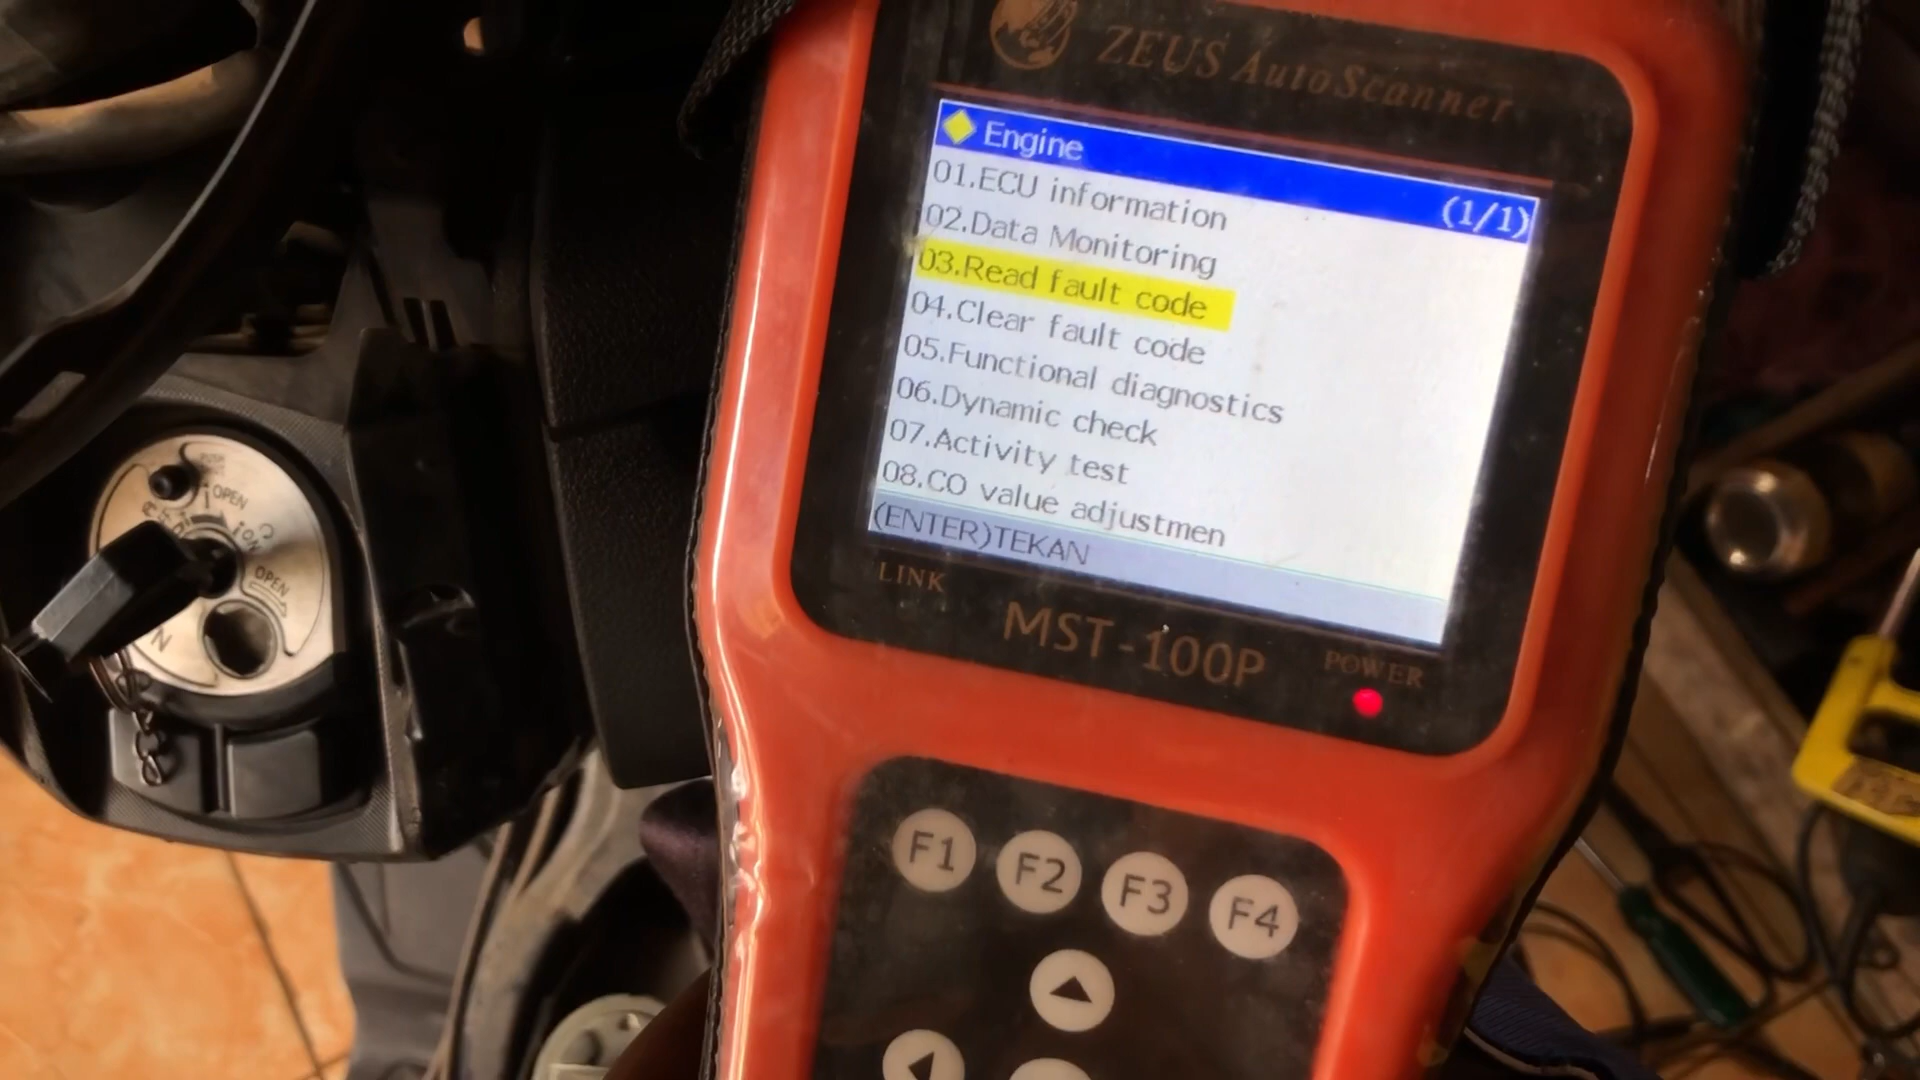 ZEUS AutoScanner
Engine
(1/1)
01.ECU information
02.Data Monitoring
03.Read fault code
04.Clear fault code
05.Functional diagnostics
06.Dynamic check
07.Activity test
08.CO value adjustmen
(ENTER)TEKAN
LINK
MST-100P
POWER
F1
F2
F3
F4
OPEN
ON
OPEN